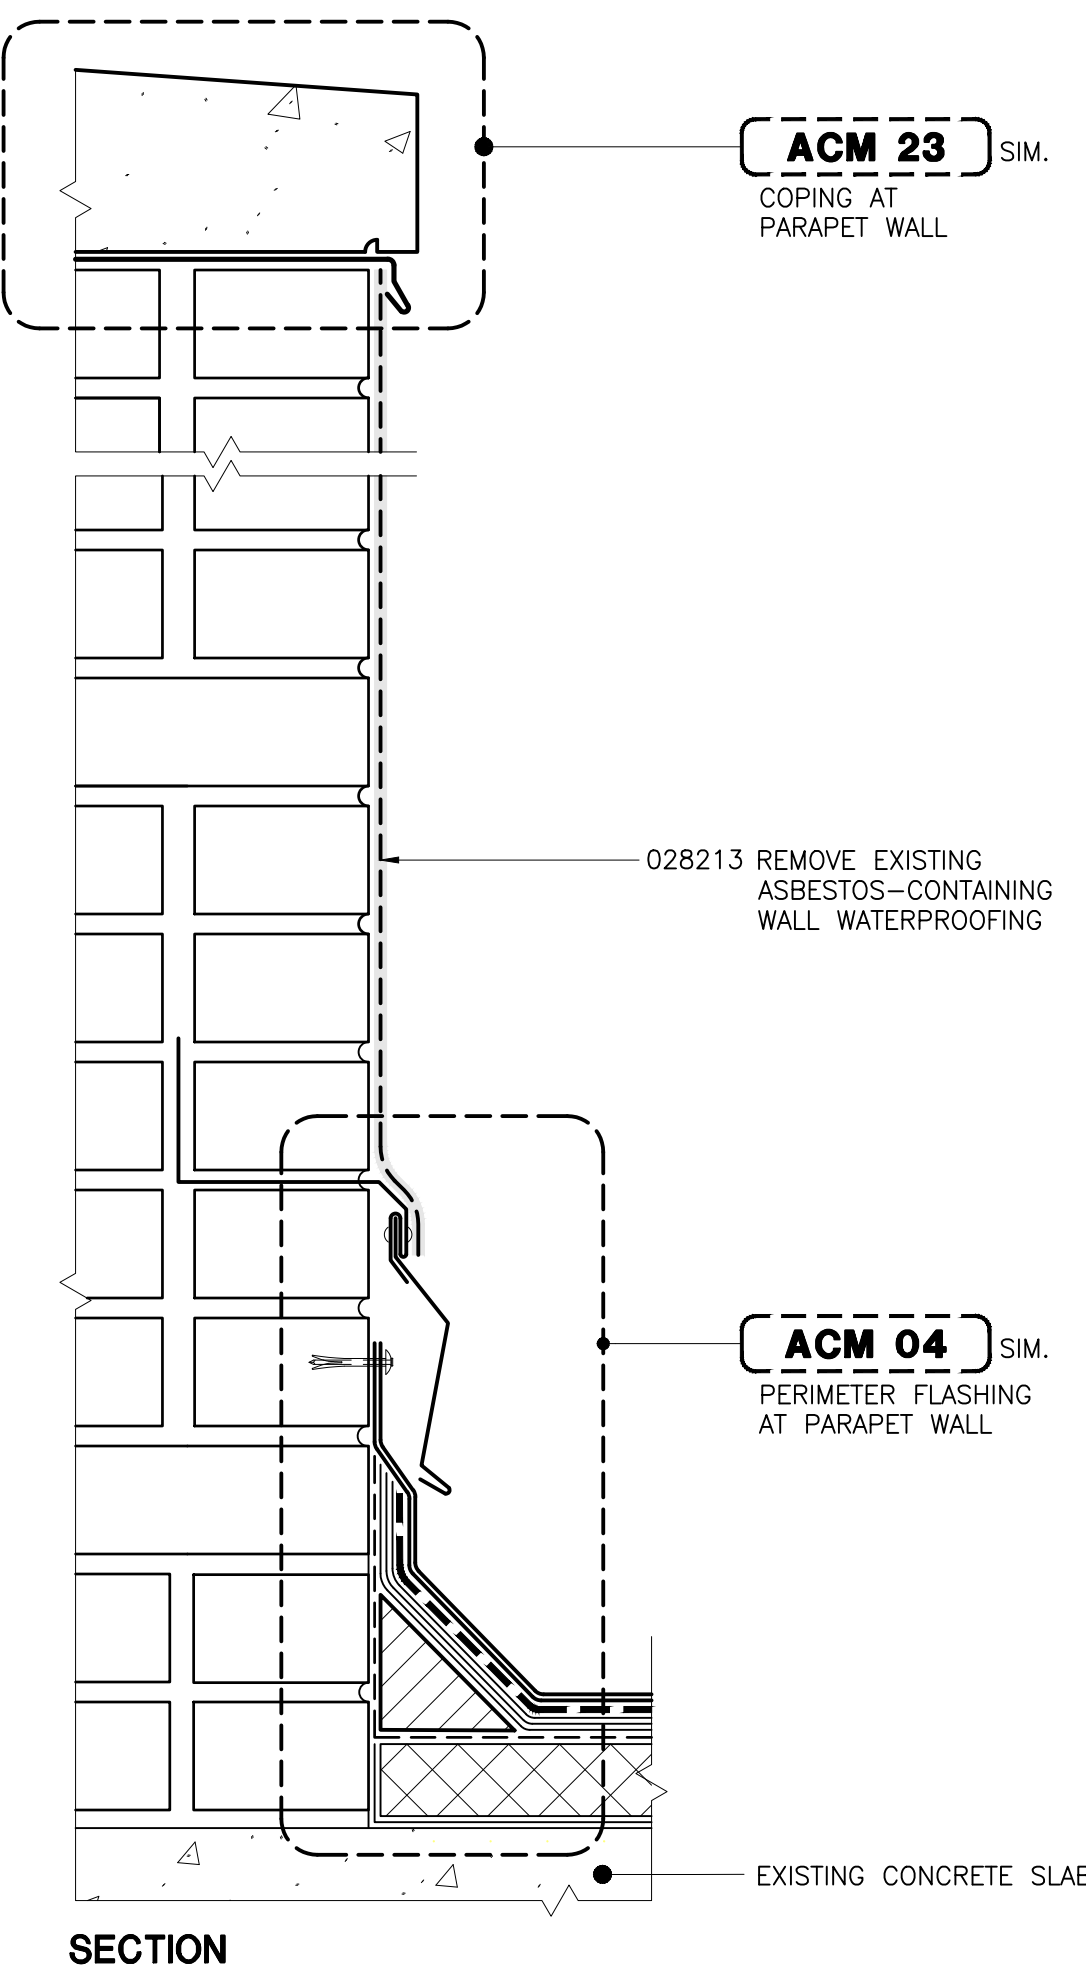 ACM 23 SIM.
COPING AT
PARAPET WALL
028213 REMOVE EXISTING
ASBESTOS-CONTAINING
WALL WATERPROOFING
ACM 04 SIM.
PERIMETER FLASHING
AT PARAPET WALL
EXISTING CONCRETE SLAB
SECTION